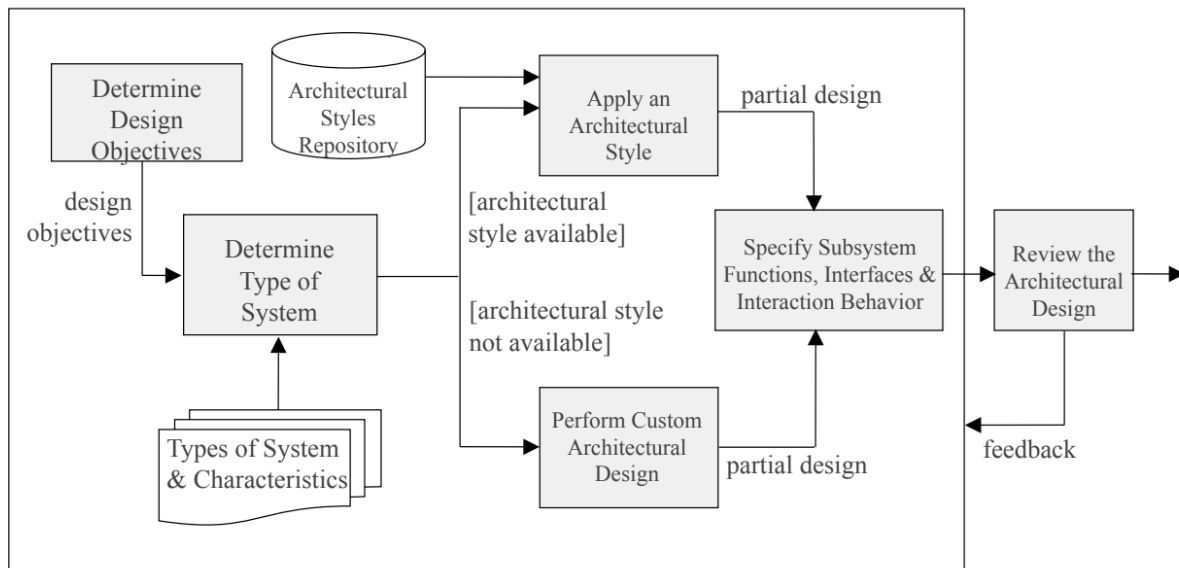 Determine
Design
Objectives
Architectural
Styles
Repository
Apply an
Architectural
Style
partial design
design
objectives
Determine
Type of
System
[architectural
style available]
[architectural style
not available]
Specify Subsystem
Functions, Interfaces &
Interaction Behavior
Review the
Architectural
Design
Types of System
& Characteristics
Perform Custom
Architectural
Design
partial design
feedback